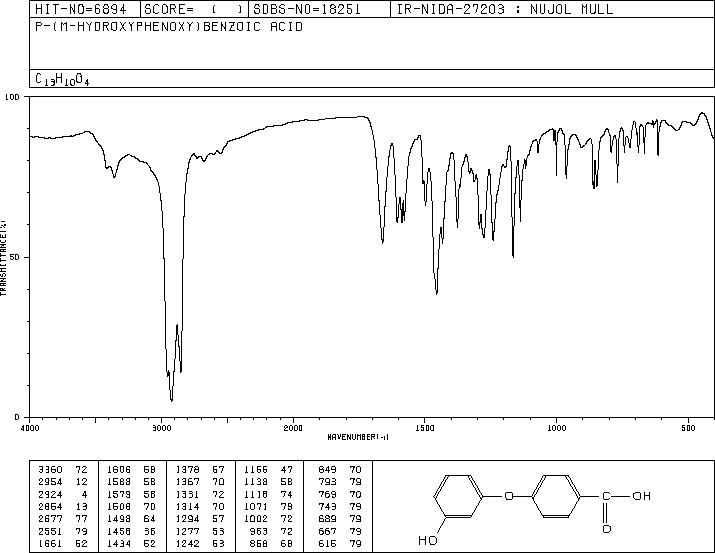 HIT-NO=6894 SCORE= ( ) SDBS-NO=18251 IR-NIDA-27203 : NUJOL MULL
P-(M-HYDROXYPHENOXY)BENZOIC ACID
C13H10O4
100
50
0
TRANSMITTANCE(%)
4000 3000 2000 1500 1000 500
WAVENUMBER(-1)
3360 72 1606 58 1378 57 1166 47 849 70
2954 12 1588 58 1367 70 1138 58 793 79
2924 4 1579 58 1331 72 1118 74 769 70
2854 13 1508 70 1314 70 1071 79 743 79
2677 77 1498 64 1294 57 1002 72 689 79
2551 79 1458 36 1277 53 963 72 667 79
1661 52 1434 52 1242 53 858 68 615 79
O C OH
O
HO